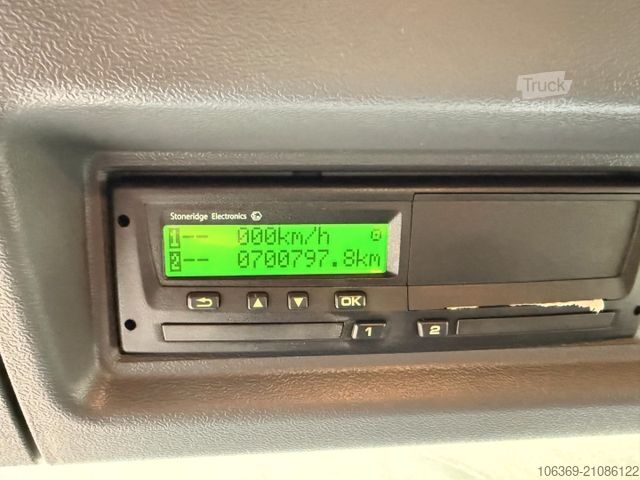 Truck
Stoneridge Electronics
1-- 000km/h
2-- 0700797.8km
OK
1
2
106369-21086122